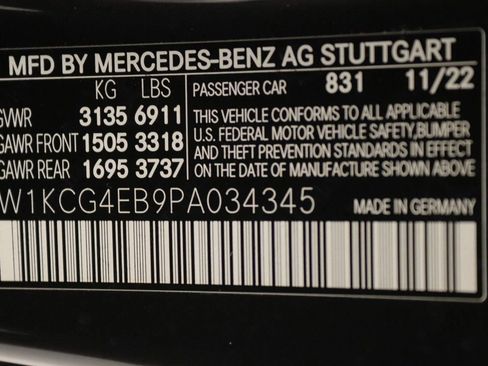 MFD BY MERCEDES-BENZ AG STUTTGART
KG LBS
GVWR 3135 6911
GAWR FRONT 1505 3318
GAWR REAR 1695 3737
PASSENGER CAR 831 11/22
THIS VEHICLE CONFORMS TO ALL APPLICABLE
U.S. FEDERAL MOTOR VEHICLE SAFETY, BUMPER
AND THEFT PREVENTION STANDARDS IN EFFECT
ON THE DATE OF MANUFACTURE SHOWN ABOVE.
W1KCG4EB9PA034345 MADE IN GERMANY